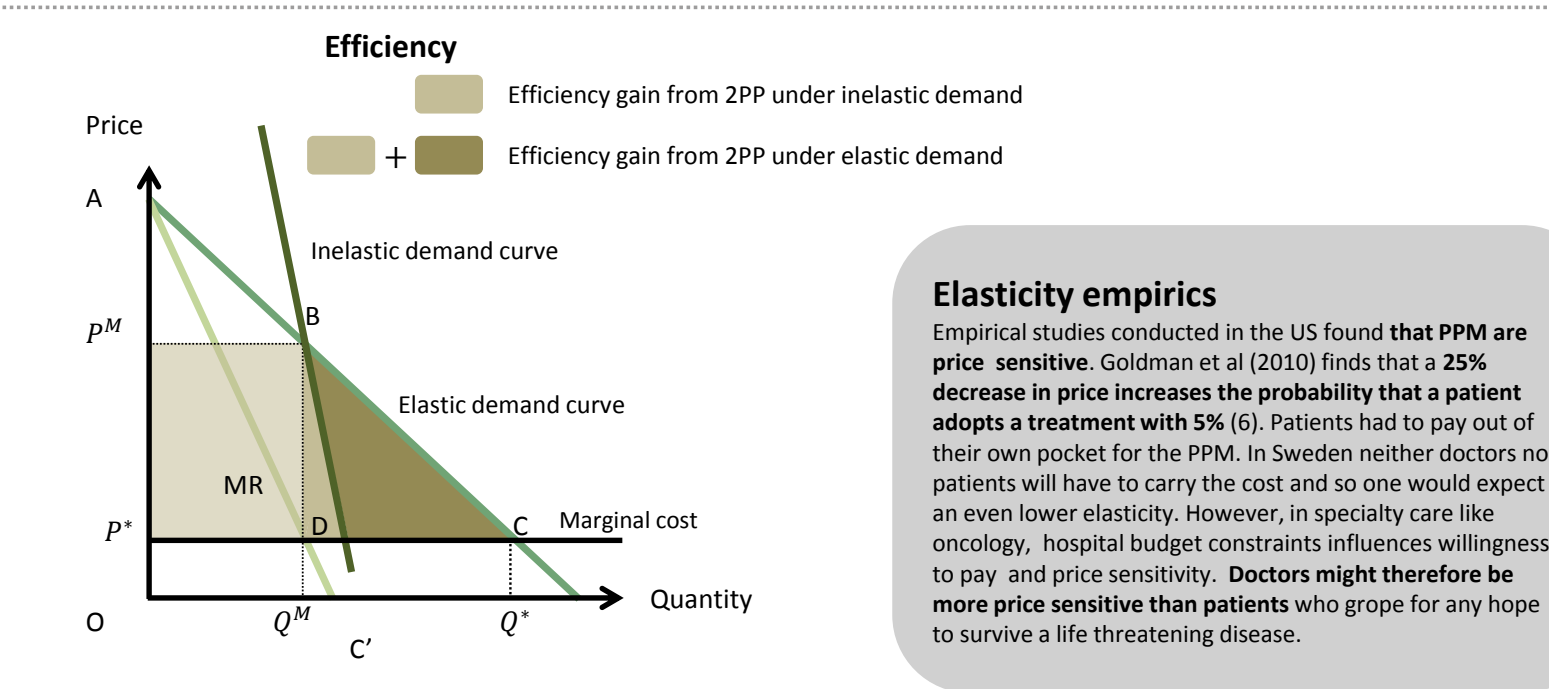 Efficiency
Efficiency gain from 2PP under inelastic demand
+
Efficiency gain from 2PP under elastic demand
Price
A
Inelastic demand curve
B
P^M
Elastic demand curve
MR
P*
D
C
Marginal cost
O
Q^M
Q*
Quantity
C’
Elasticity empirics
Empirical studies conducted in the US found that PPM are
price sensitive. Goldman et al (2010) finds that a 25%
decrease in price increases the probability that a patient
adopts a treatment with 5% (6). Patients had to pay out of
their own pocket for the PPM. In Sweden neither doctors no
patients will have to carry the cost and so one would expect
an even lower elasticity. However, in specialty care like
oncology, hospital budget constraints influences willingness
to pay and price sensitivity. Doctors might therefore be
more price sensitive than patients who grope for any hope
to survive a life threatening disease.